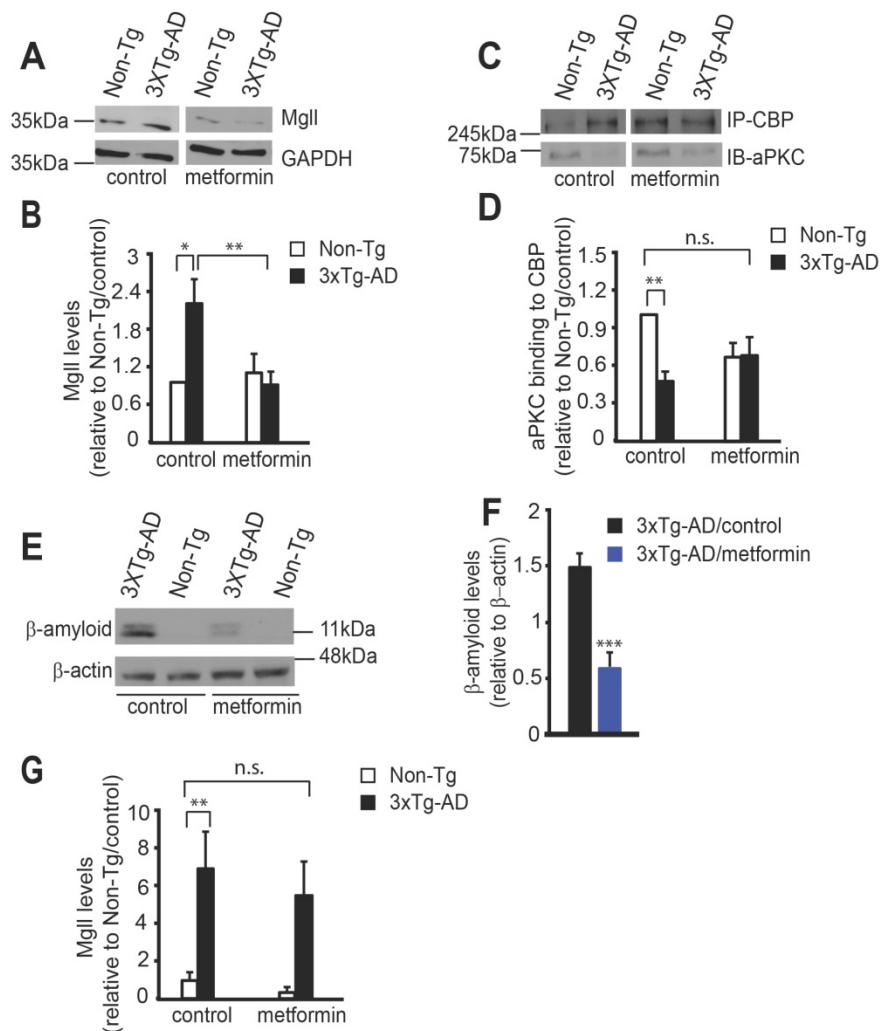 A
Non-Tg
3XTg-AD
Non-Tg
3XTg-AD
35kDa
MgII
35kDa
GAPDH
control
metformin
B
MgII levels
(relative to Non-Tg/control)
3
2.4
1.8
1.2
0.6
0
*
**
Non-Tg
3xTg-AD
control
metformin
C
Non-Tg
3XTg-AD
Non-Tg
3XTg-AD
245kDa
IP-CBP
75kDa
IB-aPKC
control
metformin
D
aPKC binding to CBP
(relative to Non-Tg/control)
1.5
1.2
0.9
0.6
0.3
0
n.s.
**
Non-Tg
3xTg-AD
control
metformin
E
3XTg-AD
Non-Tg
3XTg-AD
Non-Tg
β-amyloid
11kDa
48kDa
β-actin
control
metformin
F
β-amyloid levels
(relative to β-actin)
2
1.5
1
0.5
0
***
3xTg-AD/control
3xTg-AD/metformin
G
MgII levels
(relative to Non-Tg/control)
10
8
6
4
2
0
n.s.
**
Non-Tg
3xTg-AD
control
metformin